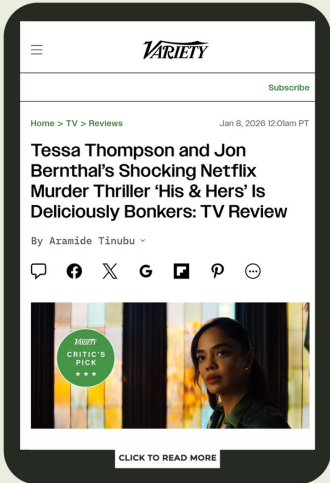 VARIETY
Subscribe
Home > TV > Reviews
Jan 8, 2026 12:01am PT
Tessa Thompson and Jon
Bernthal's Shocking Netflix
Murder Thriller ‘His & Hers’ Is
Deliciously Bonkers: TV Review
By Aramide Tinubu
VARIETY
CRITIC'S
PICK
CLICK TO READ MORE